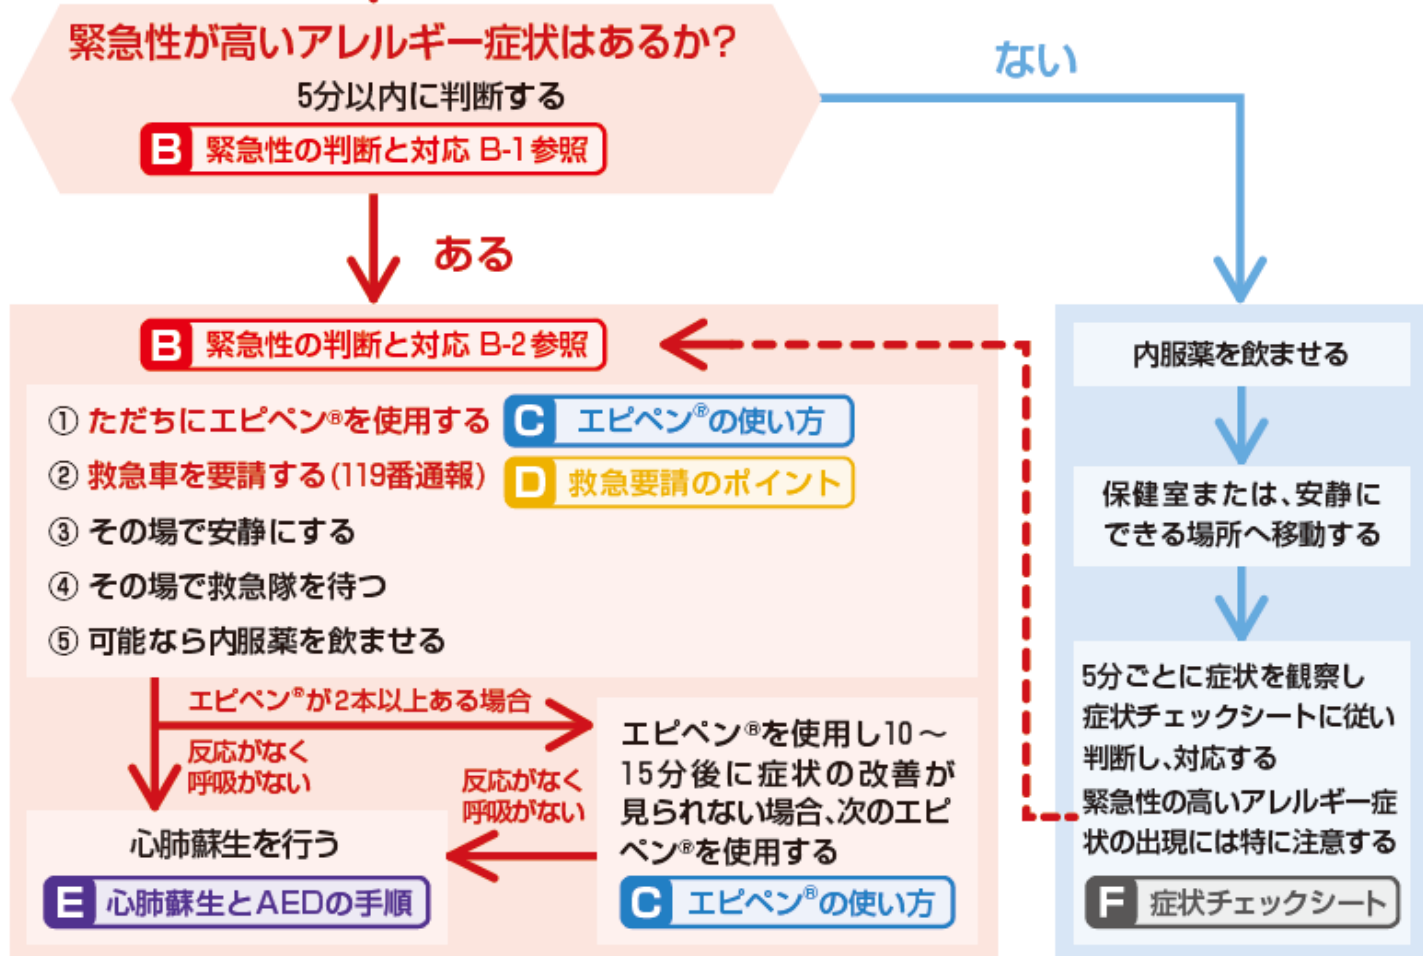 緊急性が高いアレルギー症状はあるか?
5分以内に判断する
B 緊急性の判断と対応 B-1参照
ない
ある
B 緊急性の判断と対応 B-2参照
① ただちにエピペン®を使用する
C エピペン®の使い方
② 救急車を要請する(119番通報)
D 救急要請のポイント
③ その場で安静にする
④ その場で救急隊を待つ
⑤ 可能なら内服薬を飲ませる
エピペン®が2本以上ある場合
反応がなく
呼吸がない
エピペン®を使用し10～
15分後に症状の改善が
見られない場合、次のエピ
ペン®を使用する
C エピペン®の使い方
反応がなく
呼吸がない
心肺蘇生を行う
E 心肺蘇生とAEDの手順
内服薬を飲ませる
保健室または、安静に
できる場所へ移動する
5分ごとに症状を観察し
症状チェックシートに従い
判断し、対応する
緊急性の高いアレルギー症
状の出現には特に注意する
F 症状チェックシート